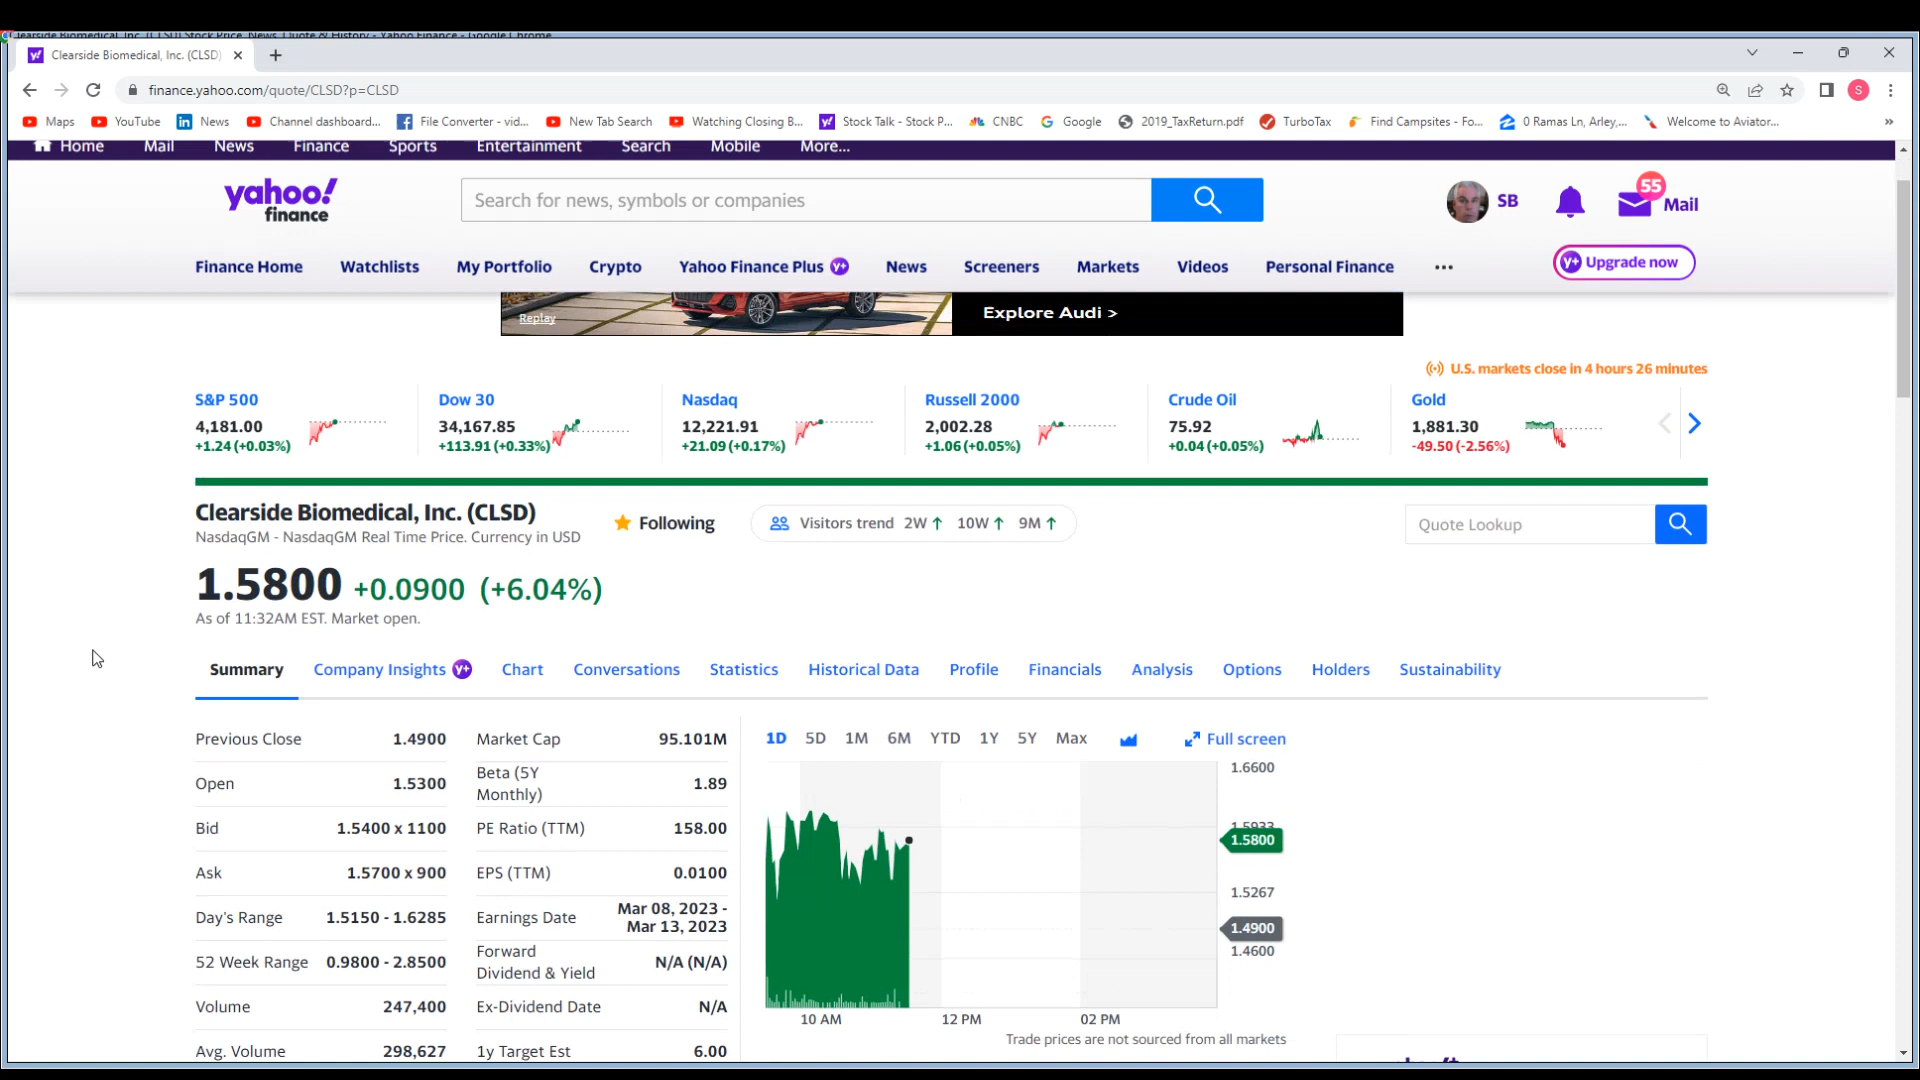 Clearside Biomedical, Inc. (CLSD) Stock Price, News, Quote & History - Yahoo Finance - Google Chrome
Clearside Biomedical, Inc. (CLSD)
finance.yahoo.com/quote/CLSD?p=CLSD
S
Maps YouTube News Channel dashboard... File Converter - vid... New Tab Search Watching Closing B... Stock Talk - Stock P... CNBC Google 2019_TaxReturn.pdf TurboTax Find Campsites - Fo... 0 Ramas Ln, Arley,... Welcome to Aviator... »
Home Mail News Finance Sports Entertainment Search Mobile More...
yahoo!
finance
Search for news, symbols or companies
SB
55
Mail
Finance Home Watchlists My Portfolio Crypto Yahoo Finance Plus y+ News Screeners Markets Videos Personal Finance ...
y+ Upgrade now
Replay
Explore Audi >
U.S. markets close in 4 hours 26 minutes
S&P 500 Dow 30 Nasdaq Russell 2000 Crude Oil Gold
4,181.00 34,167.85 12,221.91 2,002.28 75.92 1,881.30
+1.24 (+0.03%) +113.91 (+0.33%) +21.09 (+0.17%) +1.06 (+0.05%) +0.04 (+0.05%) -49.50 (-2.56%)
Clearside Biomedical, Inc. (CLSD)
NasdaqGM - NasdaqGM Real Time Price. Currency in USD
Following
Visitors trend 2W ↑ 10W ↑ 9M ↑
Quote Lookup
1.5800 +0.0900 (+6.04%)
As of 11:32AM EST. Market open.
Summary Company Insights y+ Chart Conversations Statistics Historical Data Profile Financials Analysis Options Holders Sustainability
Previous Close 1.4900
Open 1.5300
Bid 1.5400 x 1100
Ask 1.5700 x 900
Day's Range 1.5150 - 1.6285
52 Week Range 0.9800 - 2.8500
Volume 247,400
Avg. Volume 298,627
Market Cap 95.101M
Beta (5Y
Monthly) 1.89
PE Ratio (TTM) 158.00
EPS (TTM) 0.0100
Earnings Date Mar 08, 2023 -
Mar 13, 2023
Forward
Dividend & Yield N/A (N/A)
Ex-Dividend Date N/A
1y Target Est 6.00
1D 5D 1M 6M YTD 1Y 5Y Max Full screen
1.6600
1.5933
1.5800
1.5267
1.4900
1.4600
10 AM 12 PM 02 PM
Trade prices are not sourced from all markets